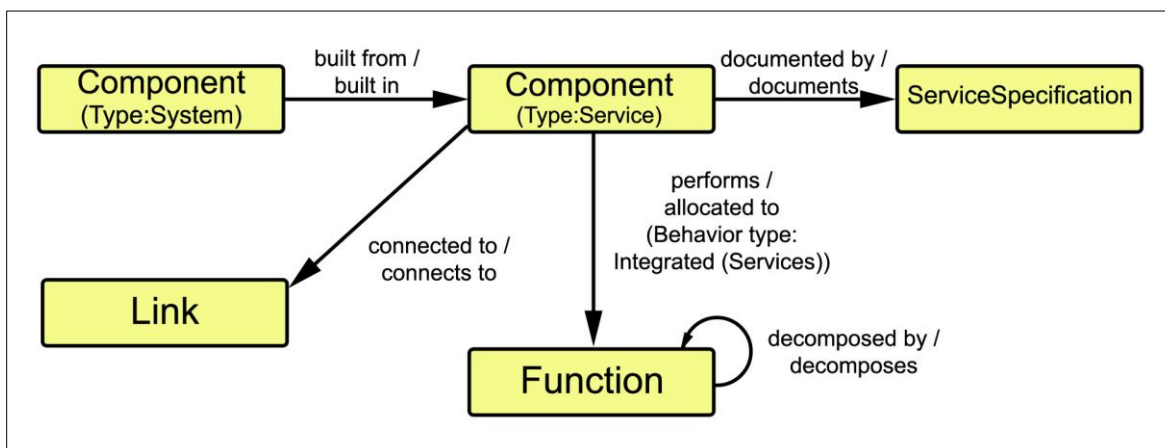 Component
(Type:System)
built from /
built in
Component
(Type:Service)
documented by /
documents
ServiceSpecification
connected to /
connects to
performs /
allocated to
(Behavior type:
Integrated (Services))
Link
Function
decomposed by /
decomposes